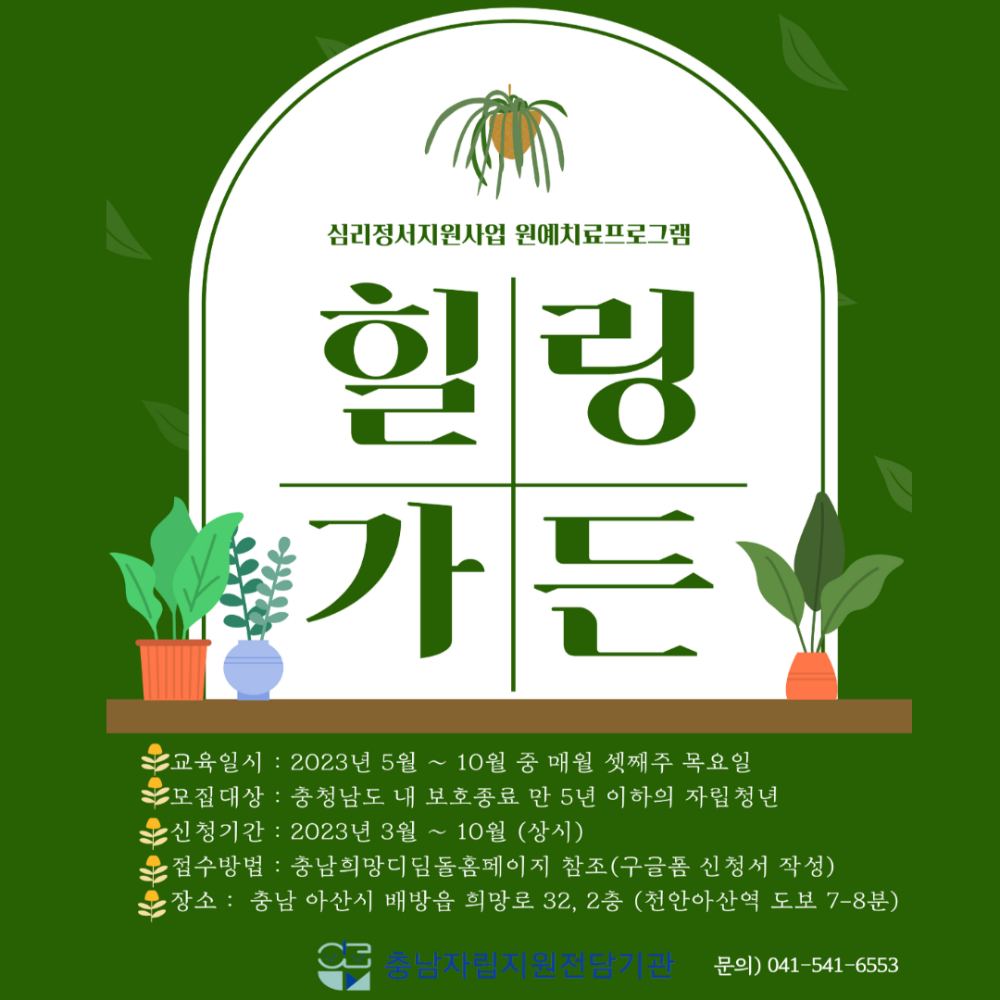 심리정서지원사업 원예치료프로그램
힐링
가든
교육일시 : 2023년 5월 ~ 10월 중 매월 셋째주 목요일
모집대상 : 충청남도 내 보호종료 만 5년 이하의 자립청년
신청기간 : 2023년 3월 ~ 10월 (상시)
접수방법 : 충남희망디딤돌홈페이지 참조(구글폼 신청서 작성)
장소 : 충남 아산시 배방읍 희망로 32, 2층 (천안아산역 도보 7-8분)
충남자립지원전담기관 문의) 041-541-6553